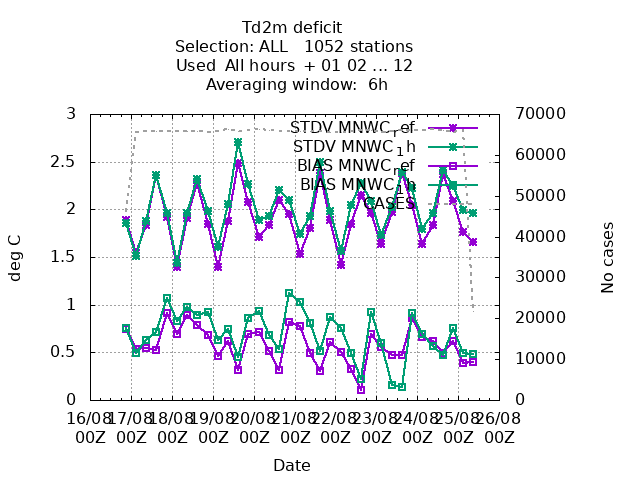 Td2m deficit
Selection: ALL   1052 stations
Used  All hours  + 01 02 ... 12
Averaging window:  6h
3
2.5
2
1.5
1
0.5
0
70000
60000
50000
40000
30000
20000
10000
0
deg C
No cases
STDV MNWC_ref
STDV MNWC_1h
BIAS MNWC_ref
BIAS MNWC_1h
CASES
16/08 17/08 18/08 19/08 20/08 21/08 22/08 23/08 24/08 25/08 26/08
00Z 00Z 00Z 00Z 00Z 00Z 00Z 00Z 00Z 00Z 00Z
Date